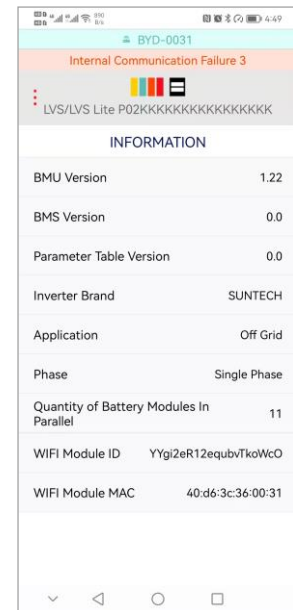 890
B/s
4:49
BYD-0031
Internal Communication Failure 3
LVS/LVS Lite P02KKKKKKKKKKKKKKKK
INFORMATION
BMU Version 1.22
BMS Version 0.0
Parameter Table Version 0.0
Inverter Brand SUNTECH
Application Off Grid
Phase Single Phase
Quantity of Battery Modules In
Parallel 11
WIFI Module ID YYgi2eR12equbvTkoWcO
WIFI Module MAC 40:d6:3c:36:00:31